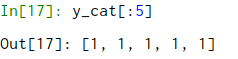 In[17]: y_cat[:5]
Out[17]: [1, 1, 1, 1, 1]